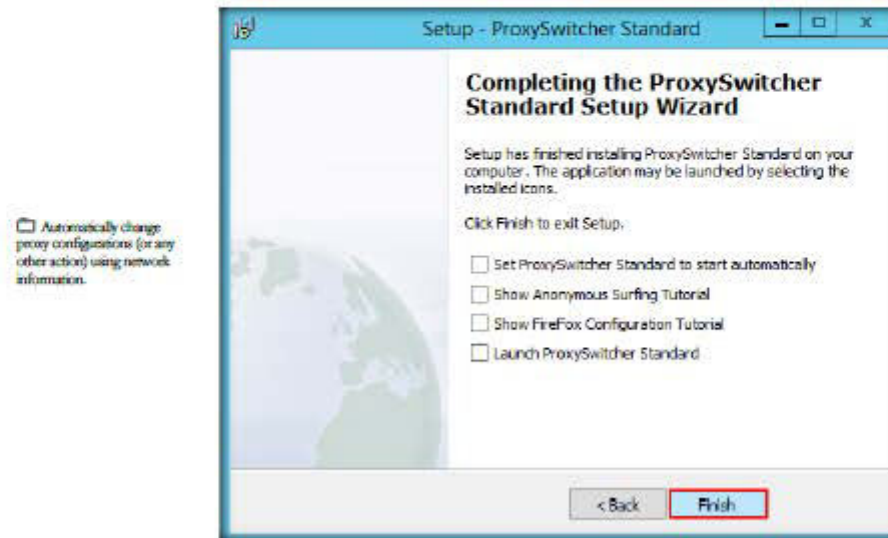 Setup - ProxySwitcher Standard
Completing the ProxySwitcher
Standard Setup Wizard
Setup has finished installing ProxySwitcher Standard on your
computer. The application may be launched by selecting the
installed icons.
Click Finish to exit Setup.
Set ProxySwitcher Standard to start automatically
Show Anonymous Surfing Tutorial
Show FireFox Configuration Tutorial
Launch ProxySwitcher Standard
< Back
Finish
Automatically change
proxy configurations (or any
other action) using network
information.